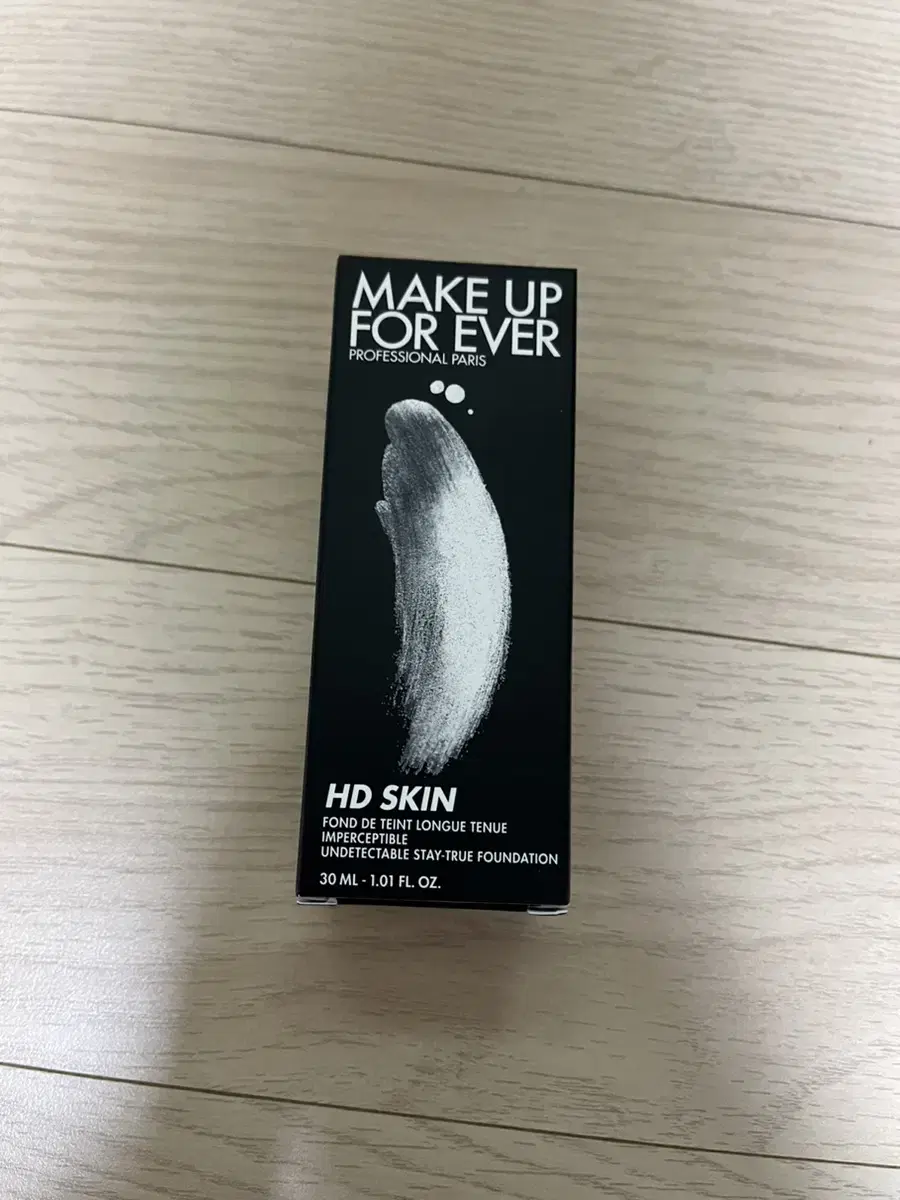 MAKE UP
FOR EVER
PROFESSIONAL PARIS
HD SKIN
FOND DE TEINT LONGUE TENUE
IMPERCEPTIBLE
UNDETECTABLE STAY-TRUE FOUNDATION
30 ML - 1.01 FL. OZ.